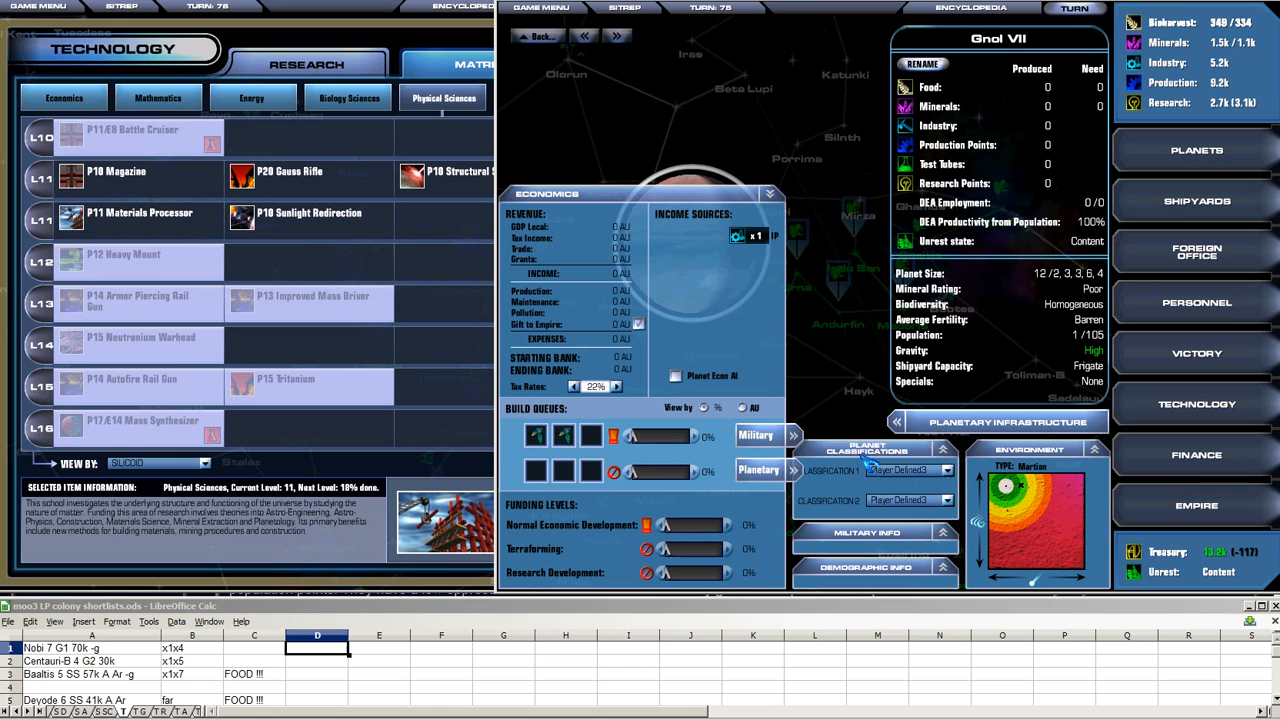 GAME MENU SITREP TURN: 76 ENCYCLOPED
TECHNOLOGY
RESEARCH MATR
Economics Mathematics Energy Biology Sciences Physical Sciences
L10 P11/E8 Battle Cruiser
L11 P10 Magazine P20 Gauss Rifle P10 Structural S
L11 P11 Materials Processor P10 Sunlight Redirection
L12 P12 Heavy Mount
L13 P14 Armor Piercing Rail Gun P13 Improved Mass Driver
L14 P15 Neutronium Warhead
L15 P14 Autofire Rail Gun P15 Tritanium
L16 P17/E14 Mass Synthesizer
VIEW BY: SILICOID
SELECTED ITEM INFORMATION: Physical Sciences, Current Level: 11, Next Level: 18% done.
This school investigates the underlying structure and functioning of the universe by studying the
nature of matter. Funding this area of research involves theories into Astro-Engineering, Astro-
Physics, Construction, Materials Science, Mineral Extraction and Planetology. Its primary benefits
include new methods for building materials, mining procedures and construction.
GAME MENU SITREP TURN: 75 ENCYCLOPEDIA TURN
Back...
Olorun
Iras
Beta Lupi
Katunki
Silnth
Porrima
Mirza
Andurfin
Hayk
Toliman-B
ECONOMICS
REVENUE:
GDP Local: 0 AU
Tax Income: 0 AU
Trade: 0 AU
Grants: 0 AU
INCOME: 0 AU
Production: 0 AU
Maintenance: 0 AU
Pollution: 0 AU
Gift to Empire: 0 AU
EXPENSES: 0 AU
STARTING BANK: 0 AU
ENDING BANK: 0 AU
Tax Rates: 22%
INCOME SOURCES:
x 1 IP
Planet Econ AI
BUILD QUEUES: View by % AU
0% Military
0% Planetary
FUNDING LEVELS:
Normal Economic Development: 0%
Terraforming: 0%
Research Development: 0%
Gnol VII
RENAME Produced Need
Food: 0 0
Minerals: 0 0
Industry: 0
Production Points: 0
Test Tubes: 0
Research Points: 0
DEA Employment: 0/0
DEA Productivity from Population: 100%
Unrest state: Content
Planet Size: 12 / 2, 3, 3, 6, 4
Mineral Rating: Poor
Biodiversity: Homogeneous
Average Fertility: Barren
Population: 1 /105
Gravity: High
Shipyard Capacity: Frigate
Specials: None
PLANETARY INFRASTRUCTURE
PLANET CLASSIFICATIONS
CLASSIFICATION 1 Player Defined3
CLASSIFICATION 2 Player Defined3
MILITARY INFO
DEMOGRAPHIC INFO
ENVIRONMENT
TYPE: Martian
Bioharvest: 349 / 334
Minerals: 1.5k / 1.1k
Industry: 5.2k
Production: 9.2k
Research: 2.7k (3.1k)
PLANETS
SHIPYARDS
FOREIGN OFFICE
PERSONNEL
VICTORY
TECHNOLOGY
FINANCE
EMPIRE
Treasury: 13.2k (-117)
Unrest: Content
moo3 LP colony shortlists.ods - LibreOffice Calc
File Edit View Insert Format Tools Data Window Help
A B C D E F G H I J K L M N O P Q R S
1 Nobi 7 G1 70k -g x1x4
2 Centauri-B 4 G2 30k x1x5
3 Baaltis 5 SS 57k A Ar -g x1x7 FOOD !!!
4
5 Deyode 6 SS 41k A Ar far FOOD !!!
SD SA SSC T TG TR TA T